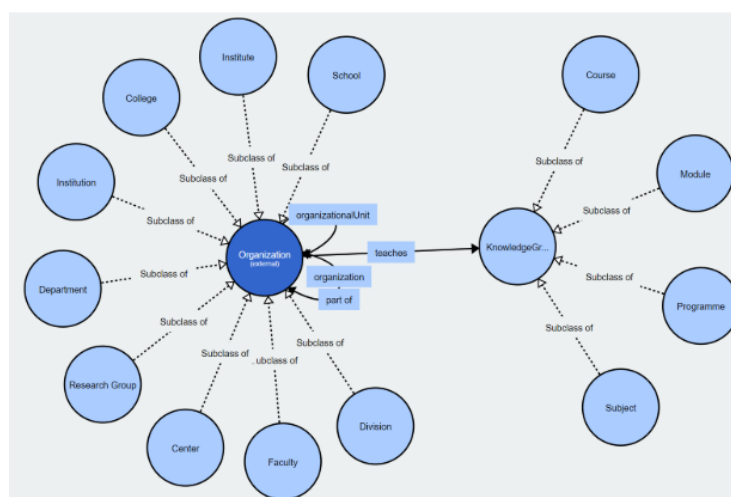 Institute
School
Course
College
Subclass of
Subclass of
Subclass of
Module
Institution
Subclass of
Subclass of
organizationalUnit
Subclass of
Organization
(external)
teaches
KnowledgeGr...
Department
Subclass of
organization
Subclass of
part of
Programme
Subclass of
Subclass of
Subclass of
Subclass of
.ubclass of
Research Group
Subject
Center
Faculty
Division